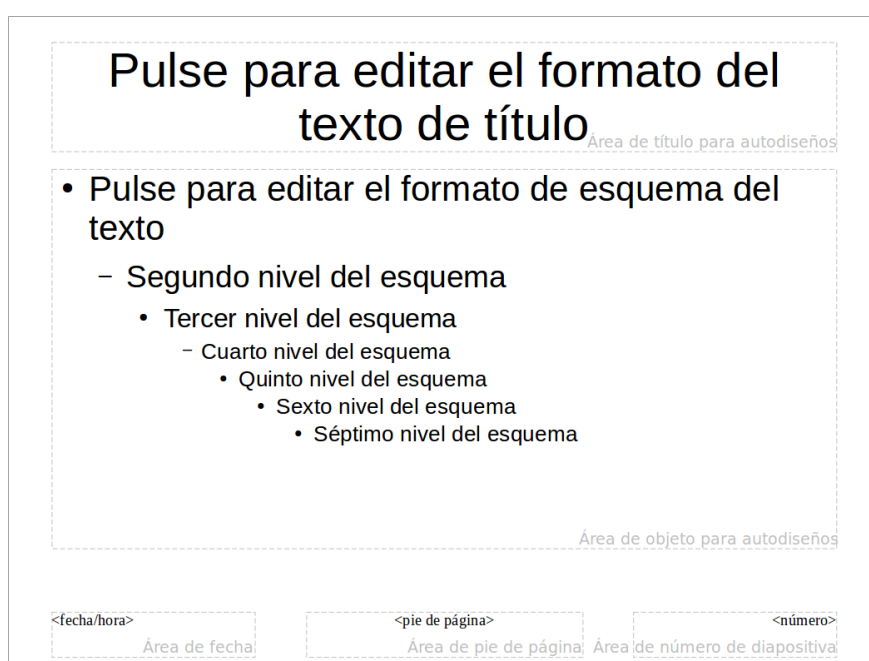 Pulse para editar el formato del
texto de título
Área de título para autodiseños
• Pulse para editar el formato de esquema del
texto
– Segundo nivel del esquema
• Tercer nivel del esquema
– Cuarto nivel del esquema
• Quinto nivel del esquema
• Sexto nivel del esquema
• Séptimo nivel del esquema
Área de objeto para autodiseños
<fecha/hora>
Área de fecha
<pie de página>
Área de pie de página
<número>
Área de número de diapositiva